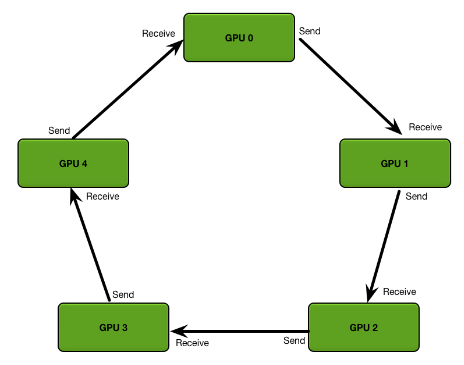 GPU 0
Receive
Send
Receive
Send
GPU 4
GPU 1
Receive
Send
Send
Receive
GPU 3
GPU 2
Receive
Send